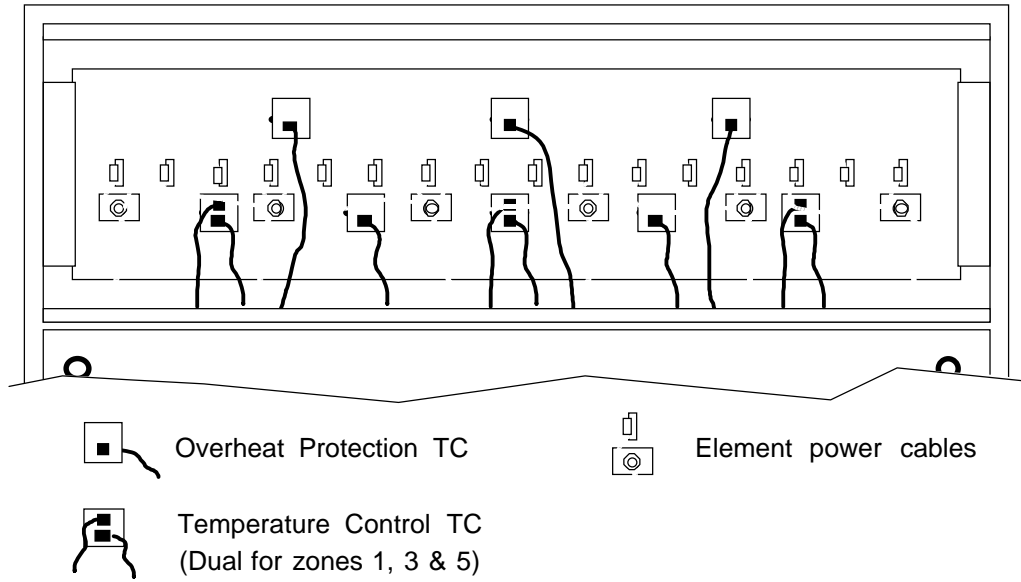 Overheat Protection TC
Element power cables
Temperature Control TC
(Dual for zones 1, 3 & 5)